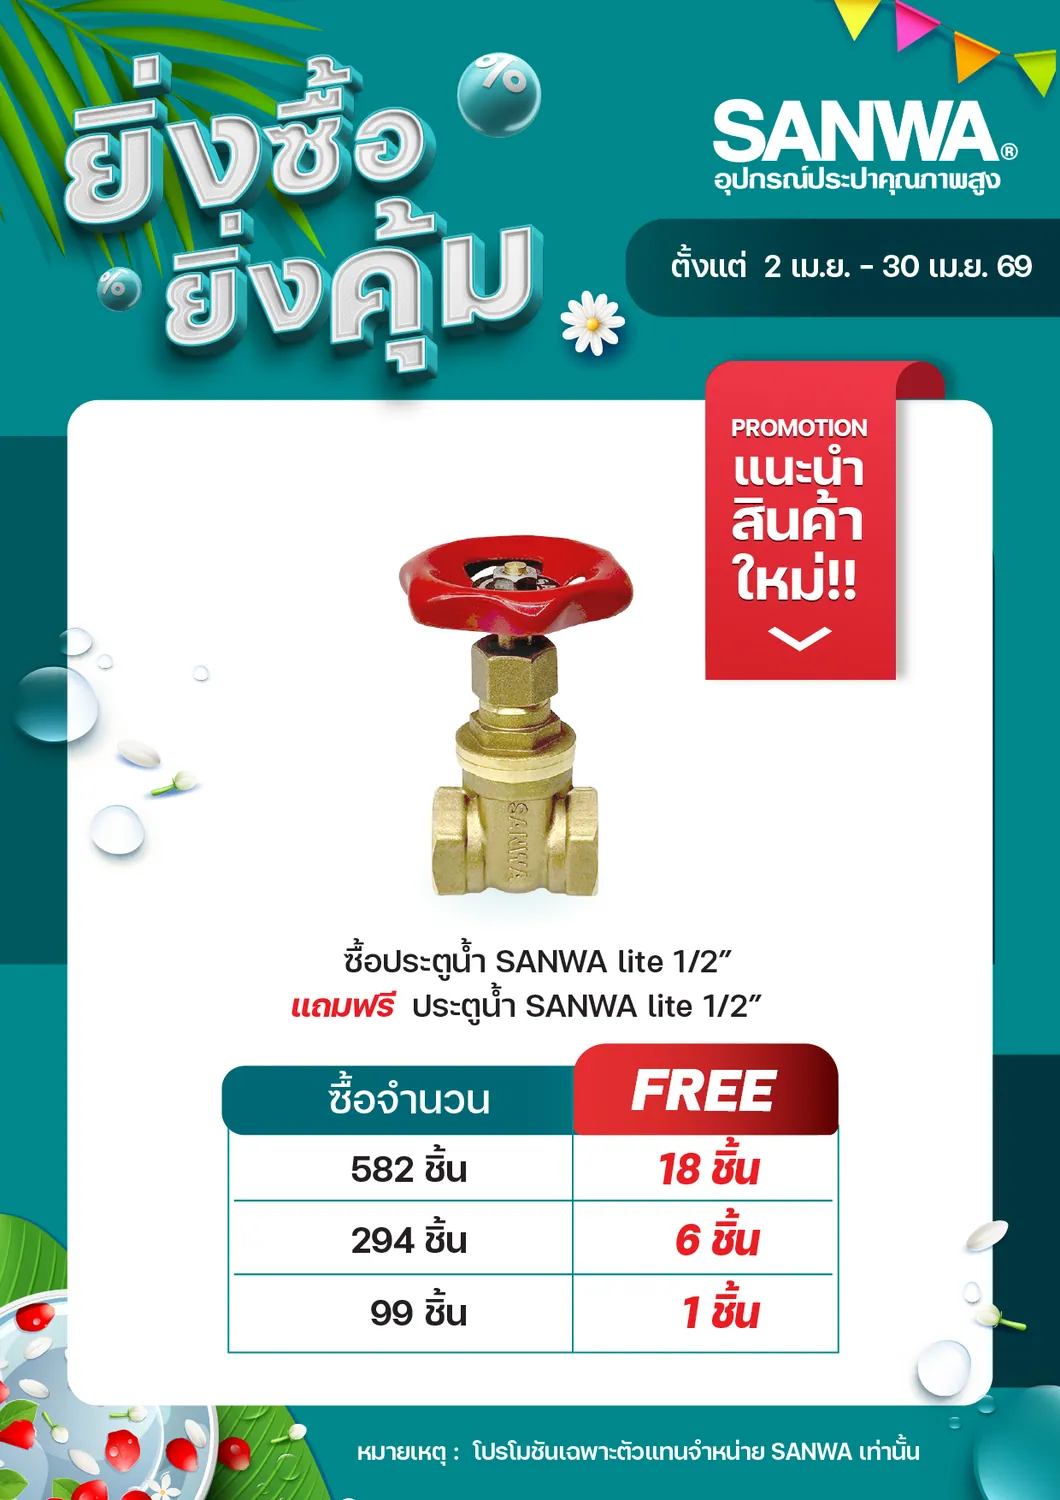 ยิ่งซื้อ
ยิ่งคุ้ม
%
%
SANWA®
อุปกรณ์ประปาคุณภาพสูง
ตั้งแต่ 2 เม.ย. - 30 เม.ย. 69
PROMOTION
แนะนำ
สินค้า
ใหม่!!
SANWA
ซื้อประตูน้ำ SANWA lite 1/2"
แถมฟรี ประตูน้ำ SANWA lite 1/2"
ซื้อจำนวน FREE
582 ชิ้น 18 ชิ้น
294 ชิ้น 6 ชิ้น
99 ชิ้น 1 ชิ้น
หมายเหตุ : โปรโมชันเฉพาะตัวแทนจำหน่าย SANWA เท่านั้น